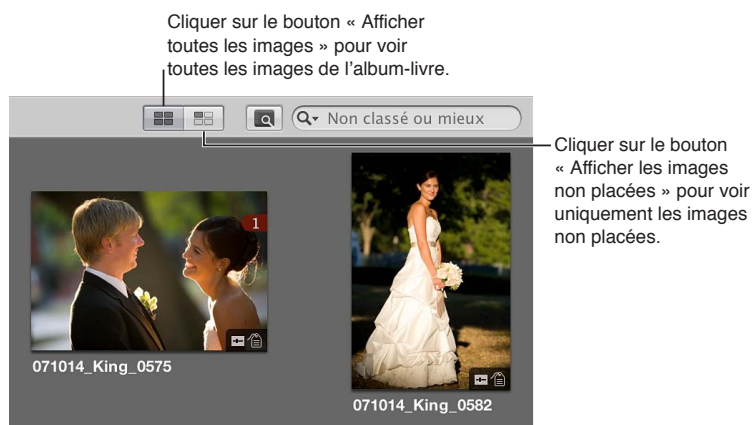 Cliquer sur le bouton « Afficher
toutes les images » pour voir
toutes les images de l’album-livre.
Non classé ou mieux
Cliquer sur le bouton
« Afficher les images
non placées » pour voir
uniquement les images
non placées.
1
071014_King_0575
071014_King_0582